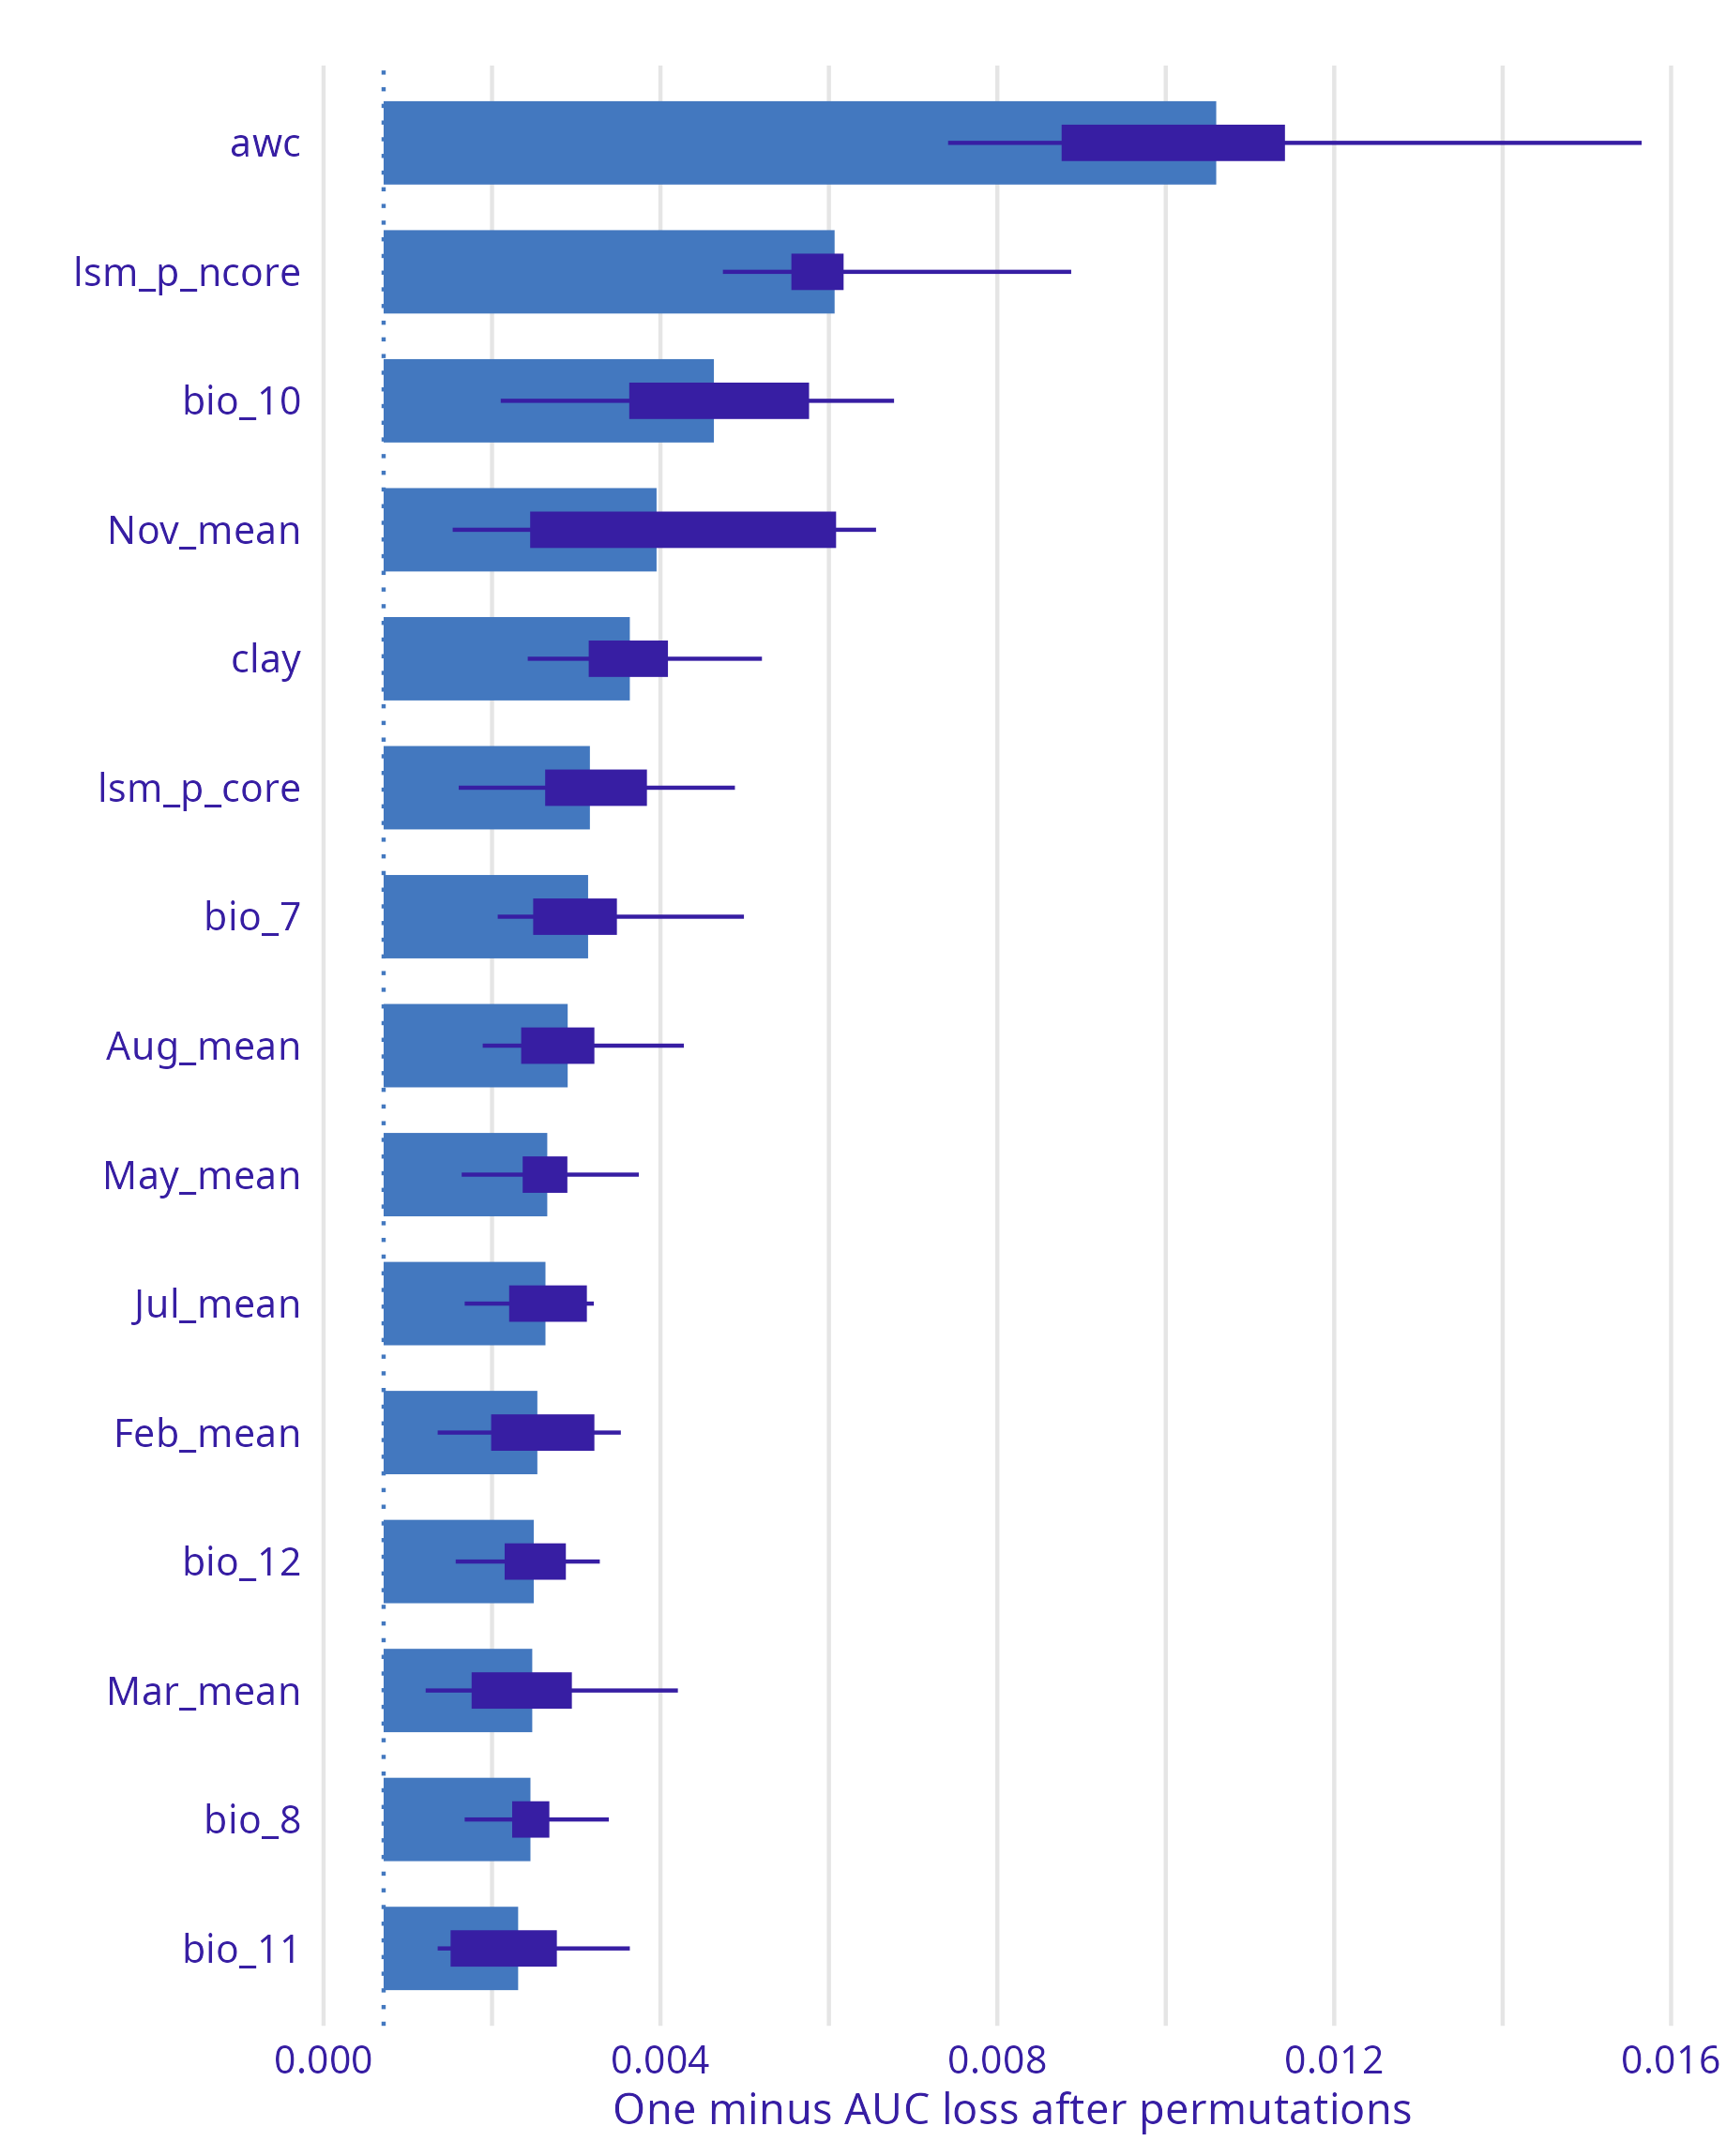 awc
lsm_p_ncore
bio_10
Nov_mean
clay
lsm_p_core
bio_7
Aug_mean
May_mean
Jul_mean
Feb_mean
bio_12
Mar_mean
bio_8
bio_11
0.000 0.004 0.008 0.012 0.016
One minus AUC loss after permutations